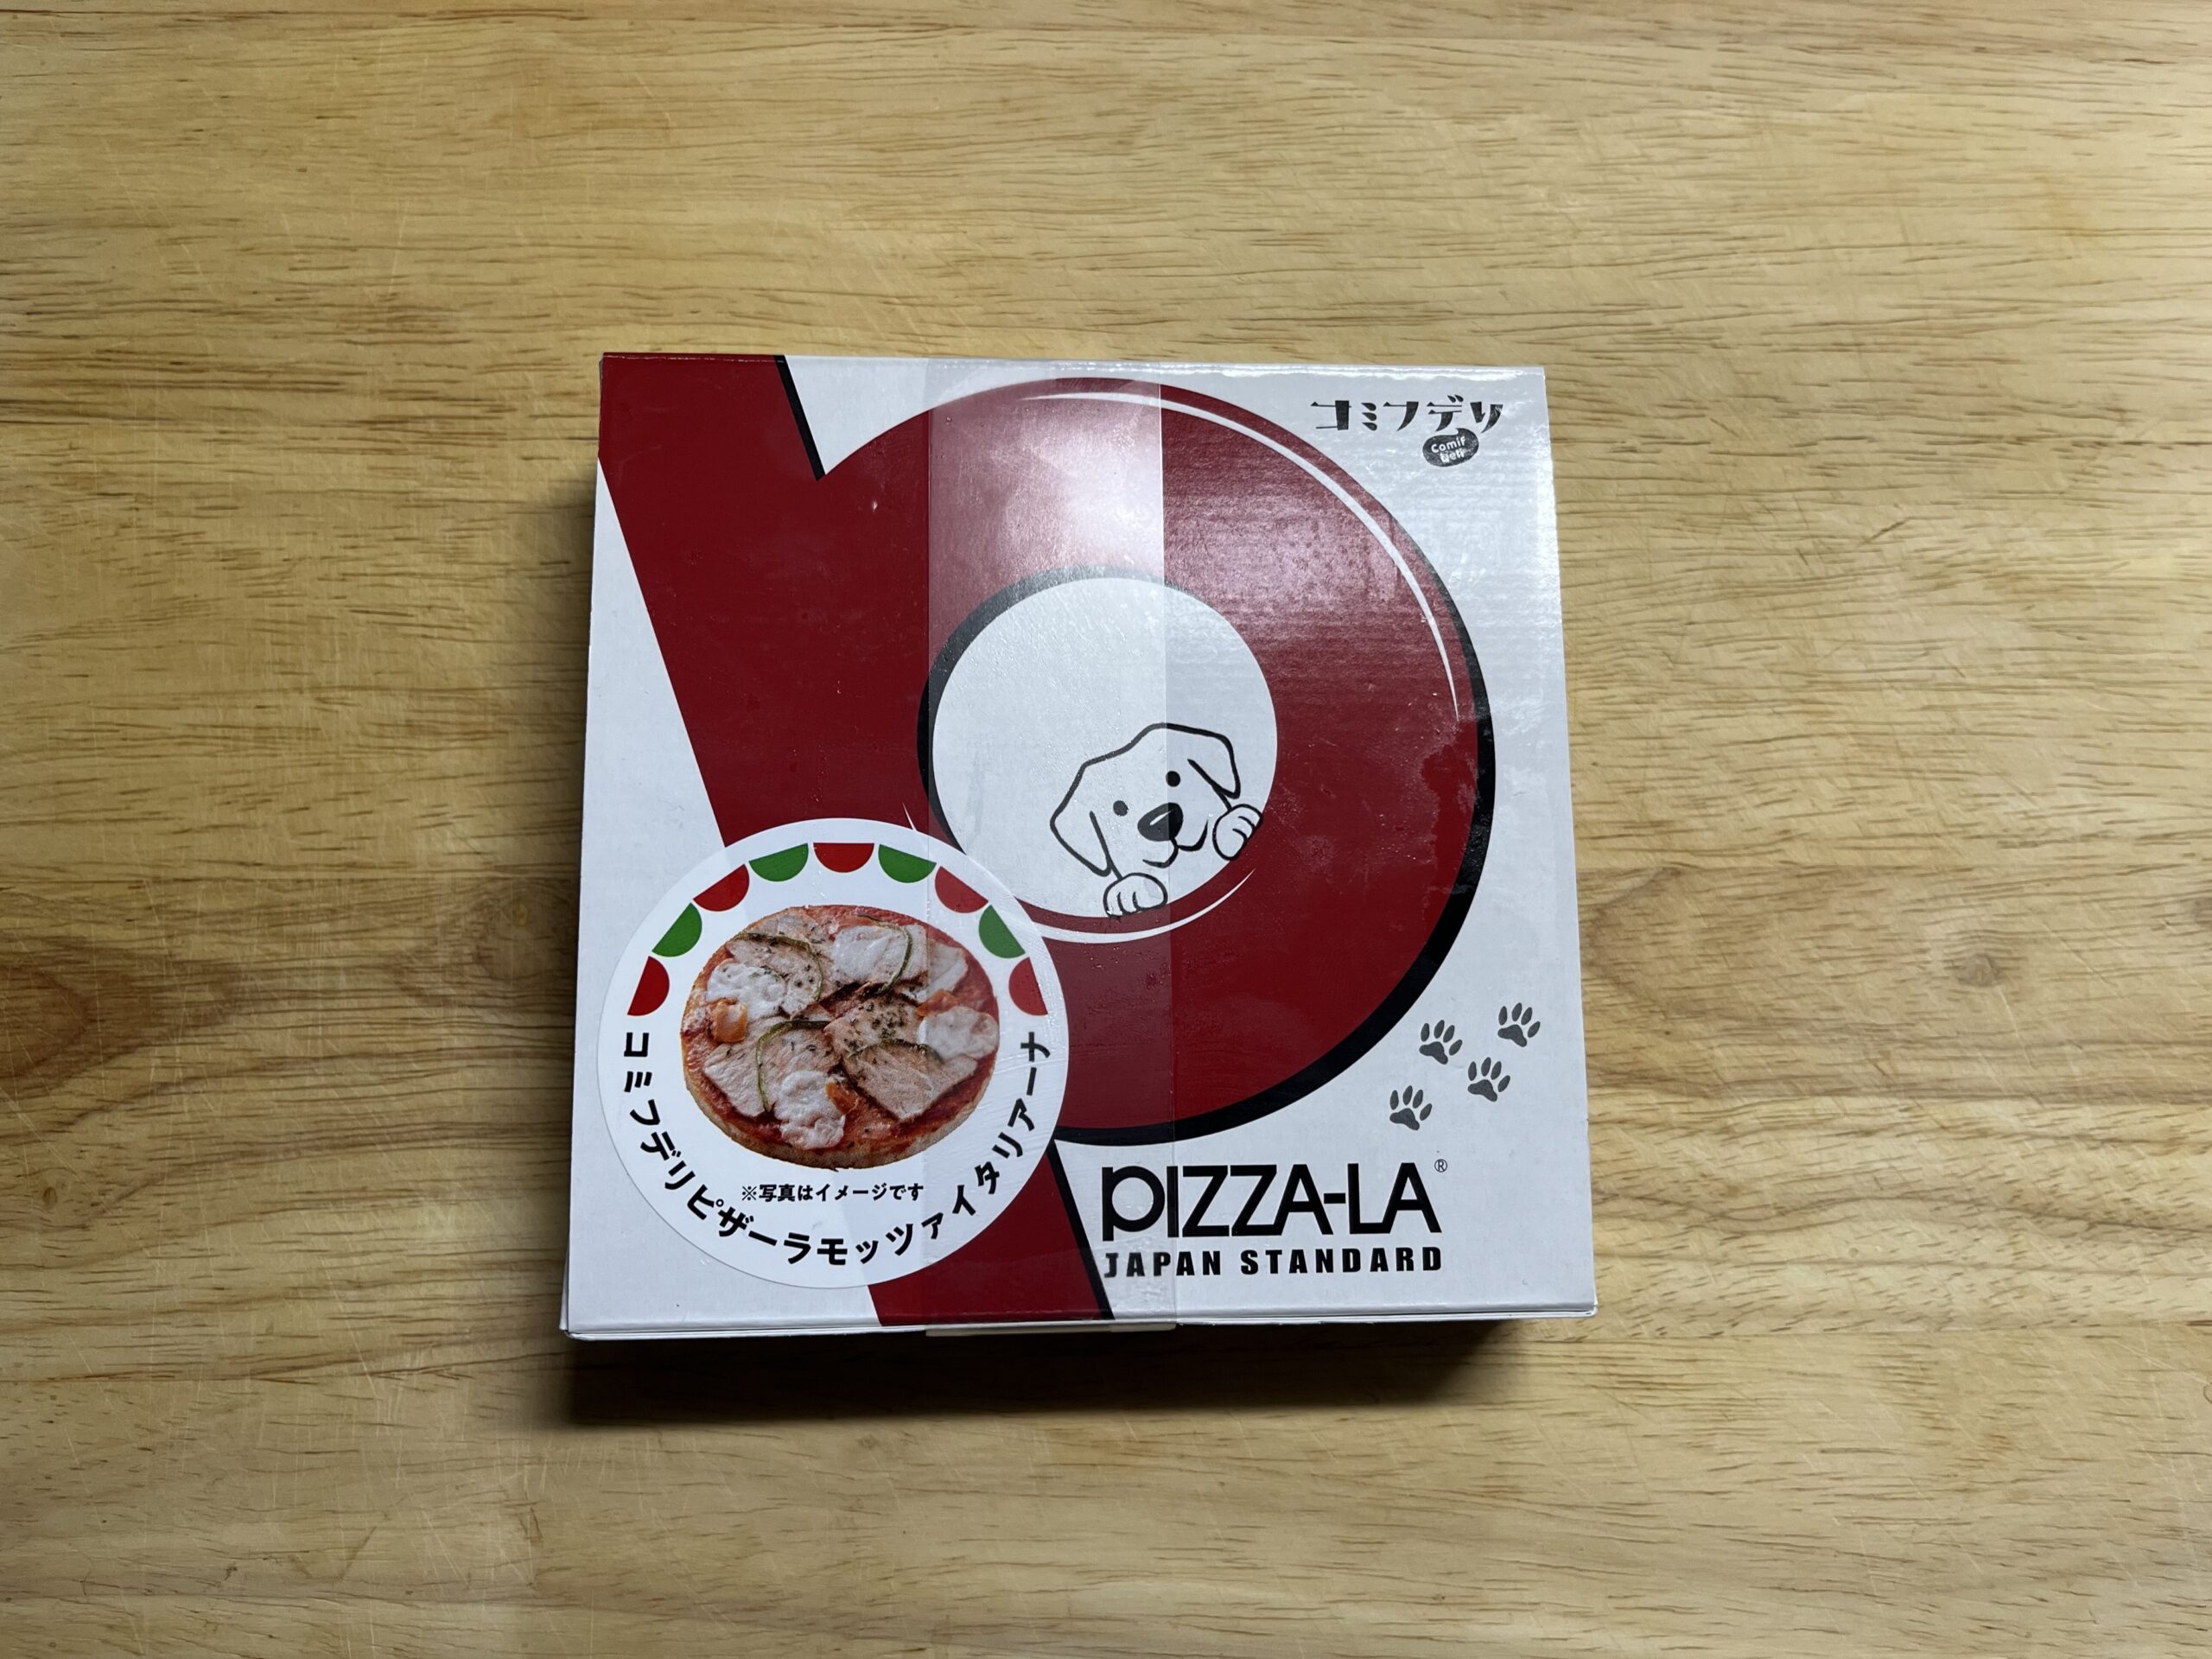 コミフデリ
Comif
Deli
コミフデリピザーラモッツァイタリアーナ
※写真はイメージです
PIZZA-LA®
JAPAN STANDARD